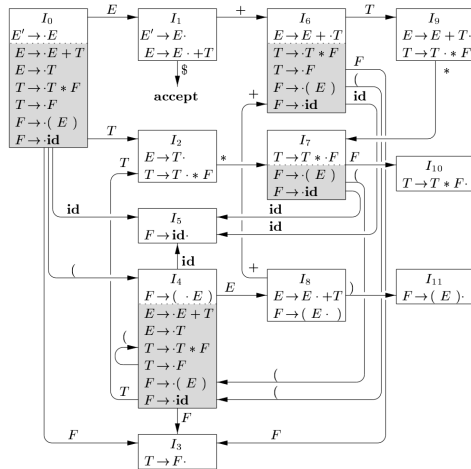 I0
E′ → ·E
E → ·E + T
E → ·T
T → ·T * F
T → ·F
F → ·( E )
F → ·id
E
I1
E′ → E·
E → E · +T
$
accept
+
I6
E → E + ·T
T → ·T * F
T → ·F
F → ·( E )
F → ·id
T
I9
E → E + T·
T → T · * F
*
F
(
id
+
T
T
I2
E → T·
T → T · * F
*
I7
T → T * ·F
F → ·( E )
F → ·id
F
I10
T → T * F·
(
id
id
id
I5
F → id·
id
(
I4
F → ( · E )
E → ·E + T
E → ·T
T → ·T * F
T → ·F
F → ·( E )
F → ·id
E
+
I8
E → E · +T
F → ( E · )
)
I11
F → ( E )·
(
T
(
(
F
F
I3
T → F·
F